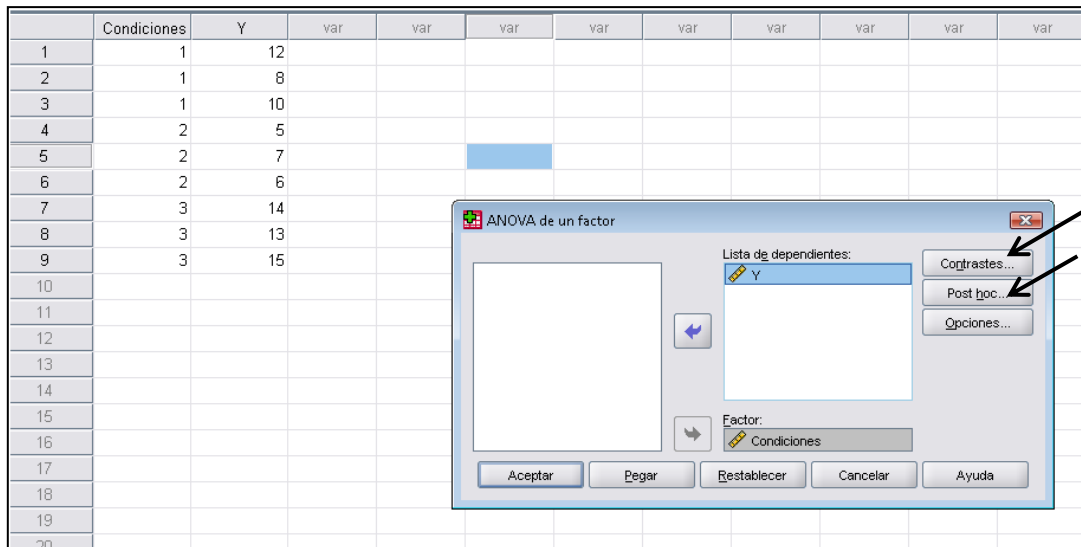 Condiciones Y var var var var var var var var var
1 1 12
2 1 8
3 1 10
4 2 5
5 2 7
6 2 6
7 3 14
8 3 13
9 3 15
10
11
12
13
14
15
16
17
18
19
20
ANOVA de un factor
Lista de dependientes:
Y
Contrastes...
Post hoc...
Opciones...
Factor:
Condiciones
Aceptar Pegar Restablecer Cancelar Ayuda